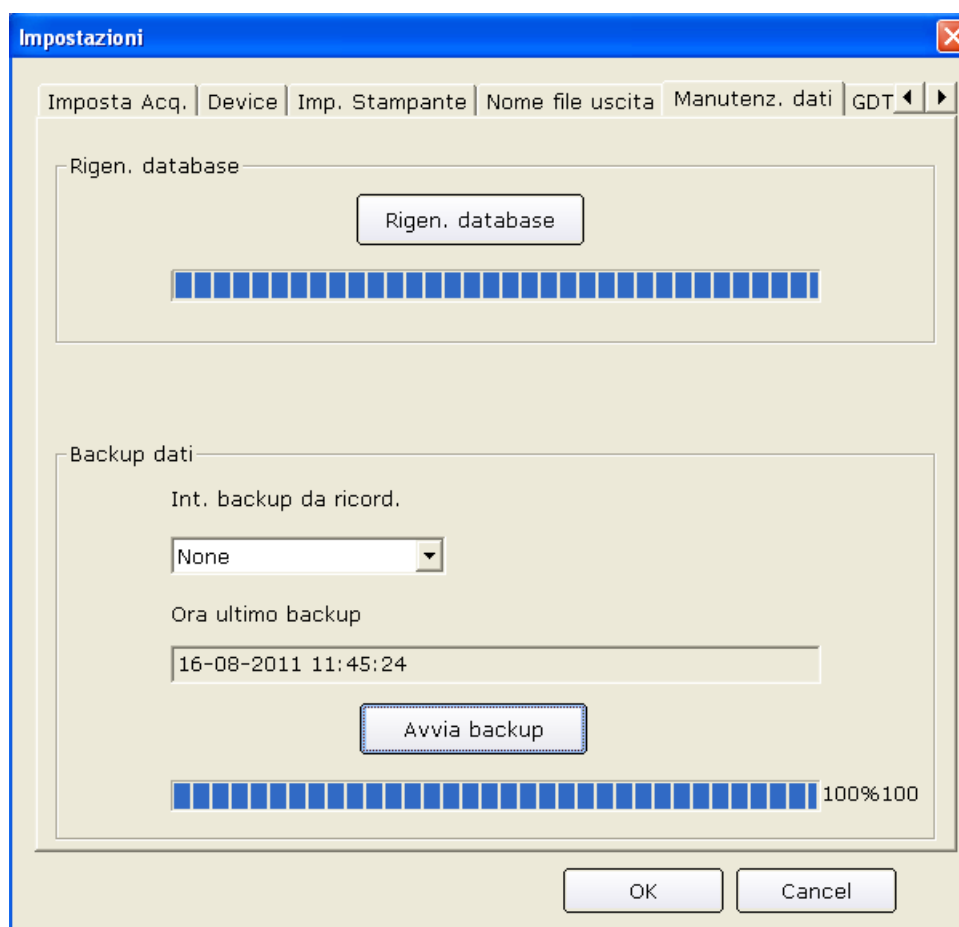 Impostazioni
Imposta Acq. Device Imp. Stampante Nome file uscita Manutenz. dati GDT
Rigen. database
Rigen. database
Backup dati
Int. backup da ricord.
None
Ora ultimo backup
16-08-2011 11:45:24
Avvia backup
100%100
OK Cancel